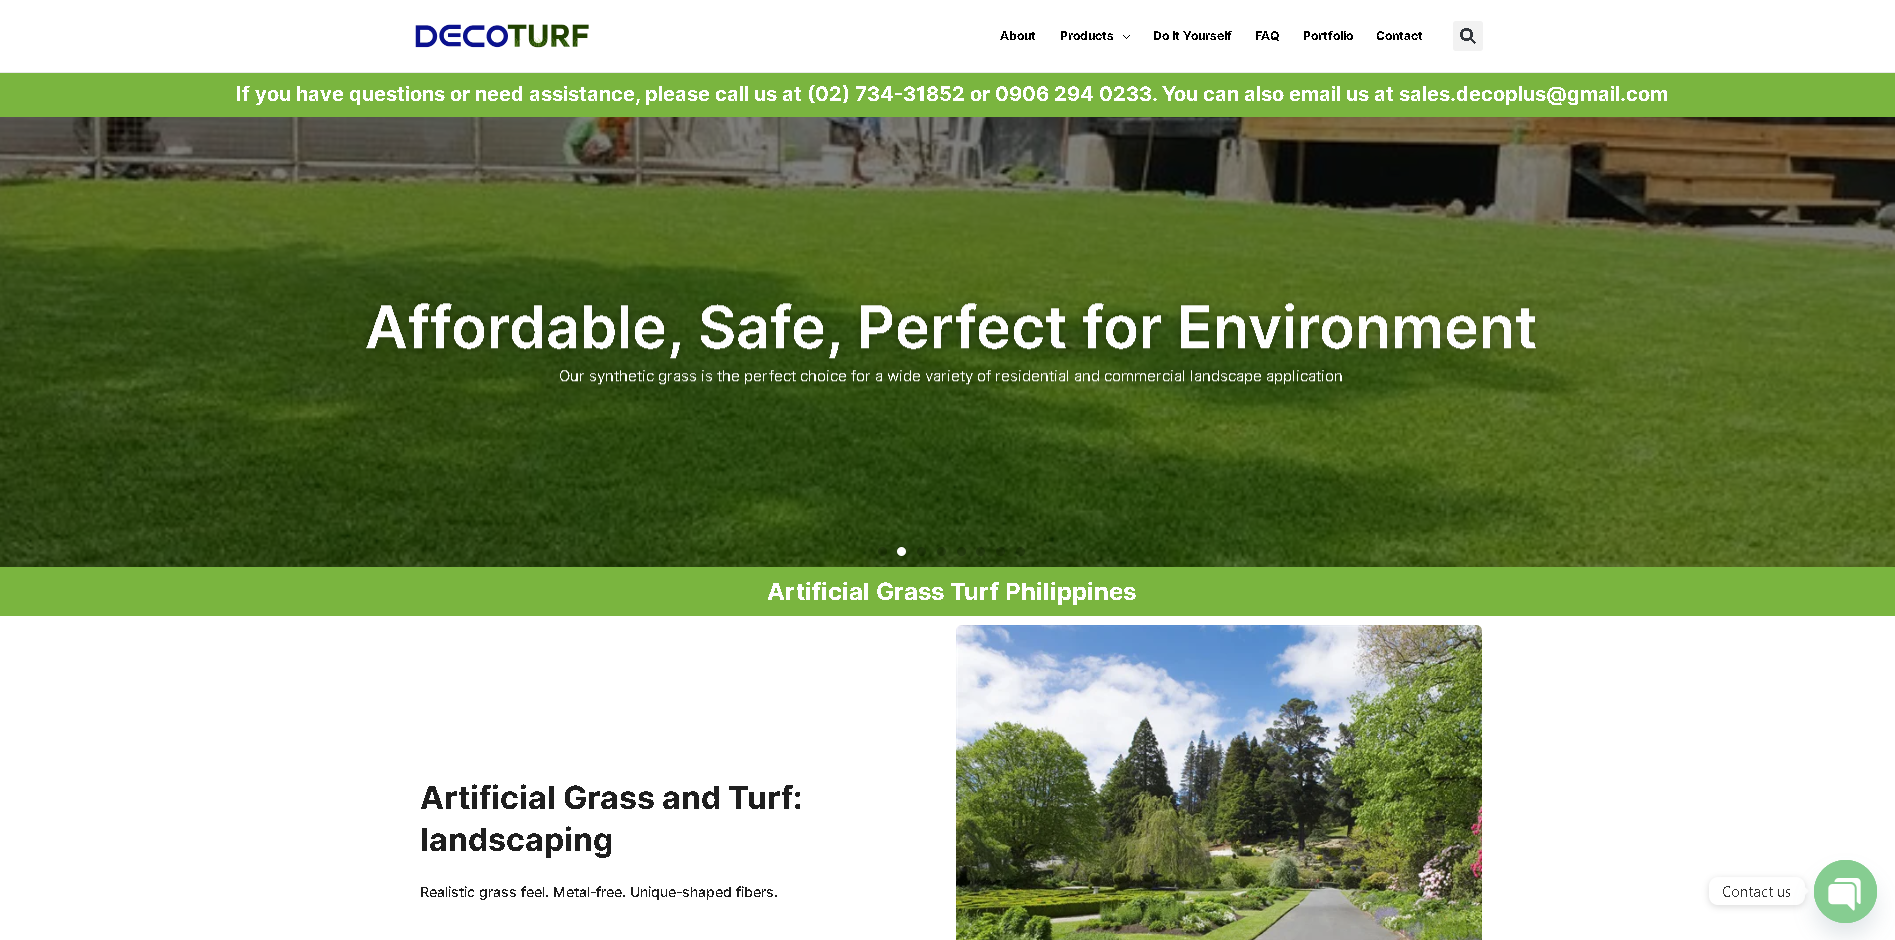 DECOTURF
About Products Do It Yourself FAQ Portfolio Contact
If you have questions or need assistance, please call us at (02) 734-31852 or 0906 294 0233. You can also email us at sales.decoplus@gmail.com
Affordable, Safe, Perfect for Environment
Our synthetic grass is the perfect choice for a wide variety of residential and commercial landscape application
Artificial Grass Turf Philippines
Artificial Grass and Turf:
landscaping
Realistic grass feel. Metal-free. Unique-shaped fibers.
Contact us